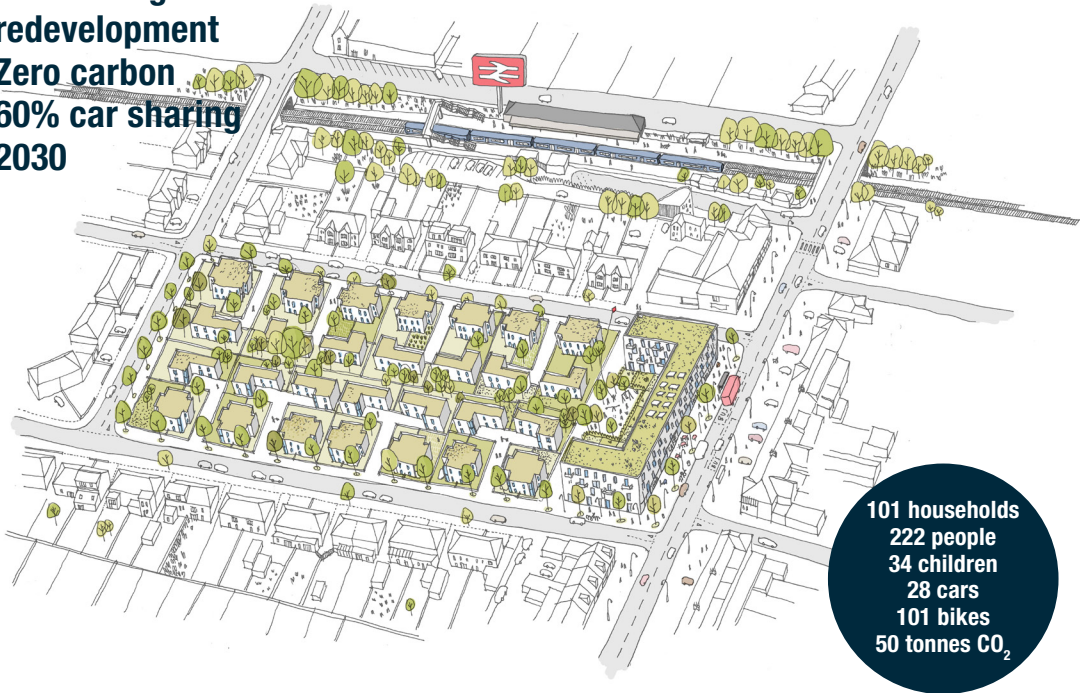 redevelopment
Zero carbon
60% car sharing
2030
101 households
222 people
34 children
28 cars
101 bikes
50 tonnes CO₂